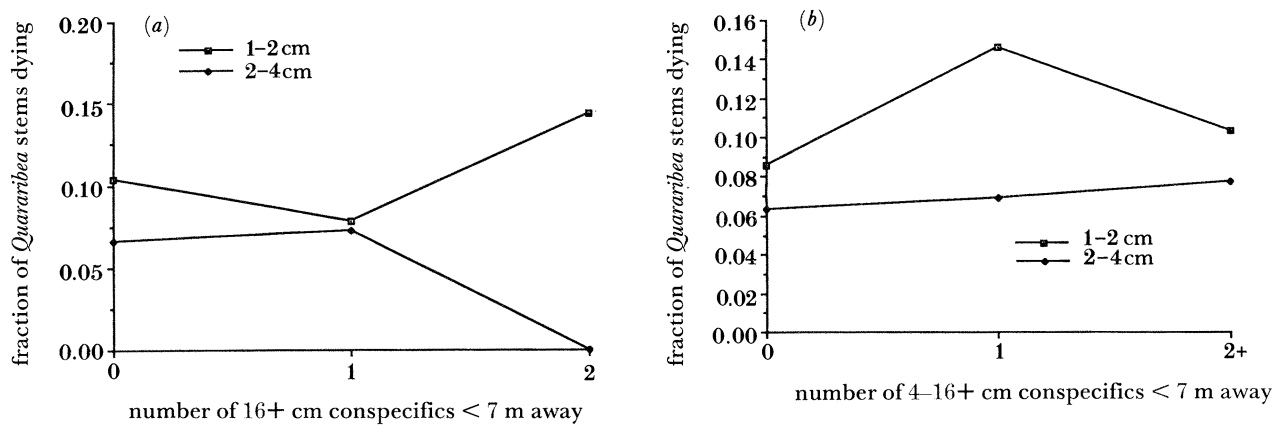 (a)
1–2 cm
2–4 cm
fraction of Quararibea stems dying
0.20
0.15
0.10
0.05
0.00
0
1
2
number of 16+ cm conspecifics < 7 m away
(b)
fraction of Quararibea stems dying
0.16
0.14
0.12
0.10
0.08
0.06
0.04
0.02
0.00
1–2 cm
2–4 cm
0
1
2+
number of 4–16+ cm conspecifics < 7 m away